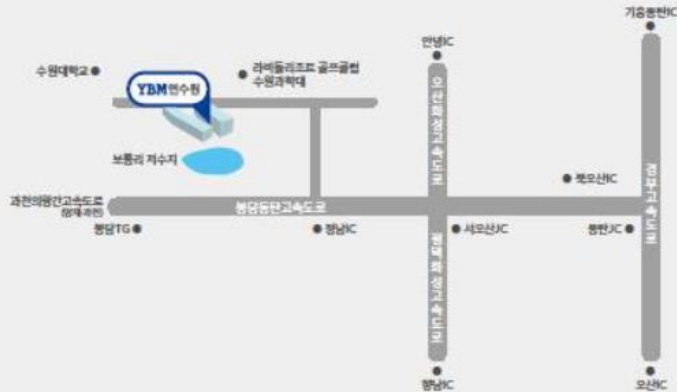 기흥동탄IC
안녕IC
수원대학교
라비돌리조트 골프클럽
수원과학대
YBM연수원
오산화성고속도로
경부고속도로
보통리 저수지
북오산IC
과천의왕간고속도로
봉담동탄고속도로
봉담TG
정남IC
서오산JC
동탄JC
평택화성고속도로
향남IC
오산IC